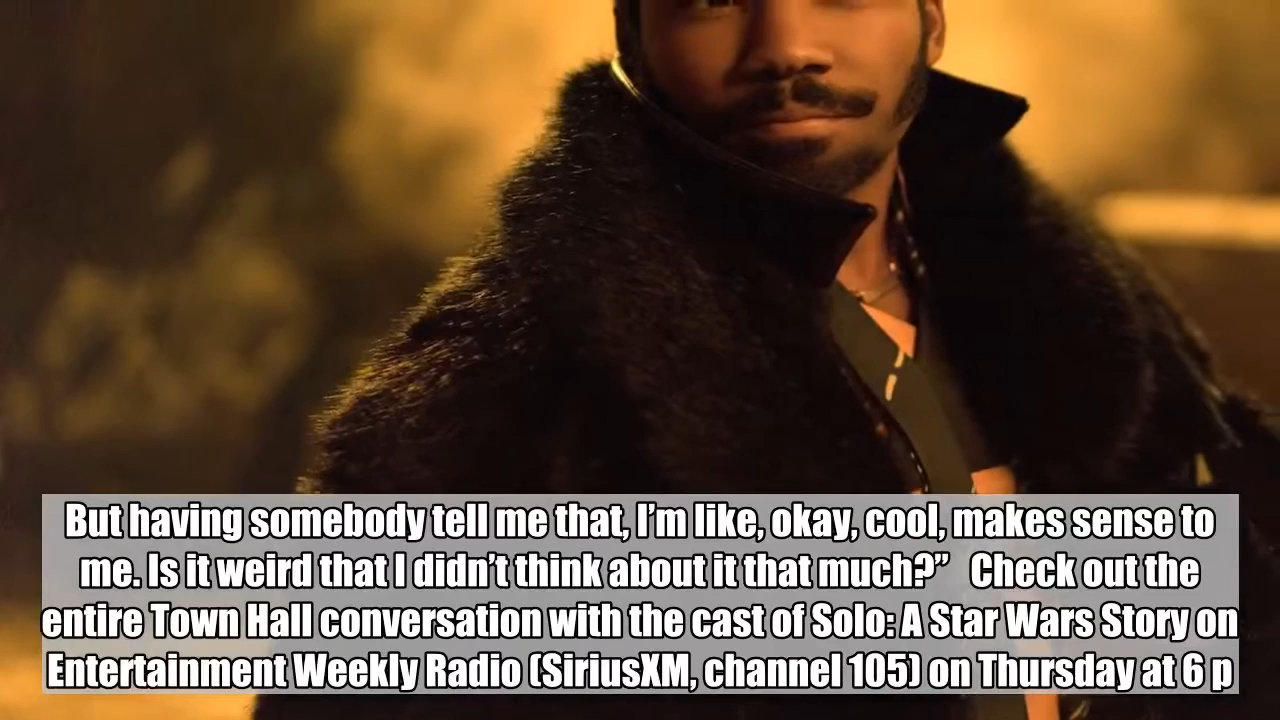 But having somebody tell me that, I’m like, okay, cool, makes sense to
me. Is it weird that I didn’t think about it that much?” Check out the
entire Town Hall conversation with the cast of Solo: A Star Wars Story on
Entertainment Weekly Radio (SiriusXM, channel 105) on Thursday at 6 p